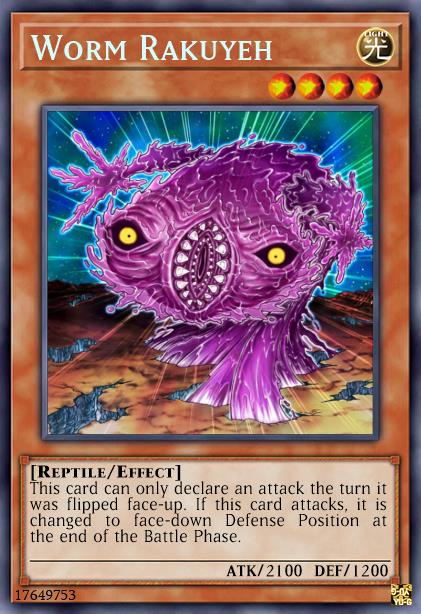 Worm Rakuyeh
LIGHT
光
[Reptile/Effect]
This card can only declare an attack the turn it
was flipped face-up. If this card attacks, it is
changed to face-down Defense Position at
the end of the Battle Phase.
ATK/2100 DEF/1200
17649753